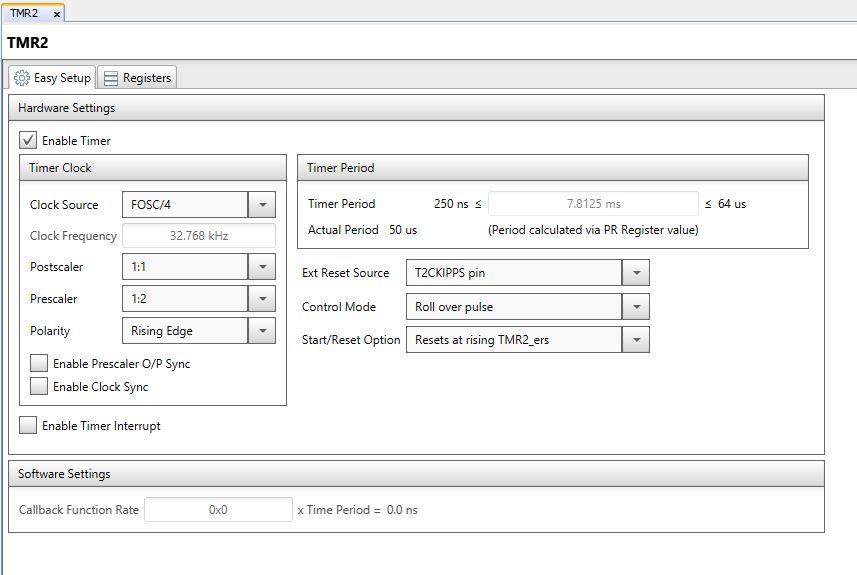 TMR2 ×
TMR2
Easy Setup Registers
Hardware Settings
Enable Timer
Timer Clock
Clock Source FOSC/4
Clock Frequency 32.768 kHz
Postscaler 1:1
Prescaler 1:2
Polarity Rising Edge
Enable Prescaler O/P Sync
Enable Clock Sync
Timer Period
Timer Period 250 ns ≤ 7.8125 ms ≤ 64 us
Actual Period 50 us (Period calculated via PR Register value)
Ext Reset Source T2CKIPPS pin
Control Mode Roll over pulse
Start/Reset Option Resets at rising TMR2_ers
Enable Timer Interrupt
Software Settings
Callback Function Rate 0x0 x Time Period = 0.0 ns